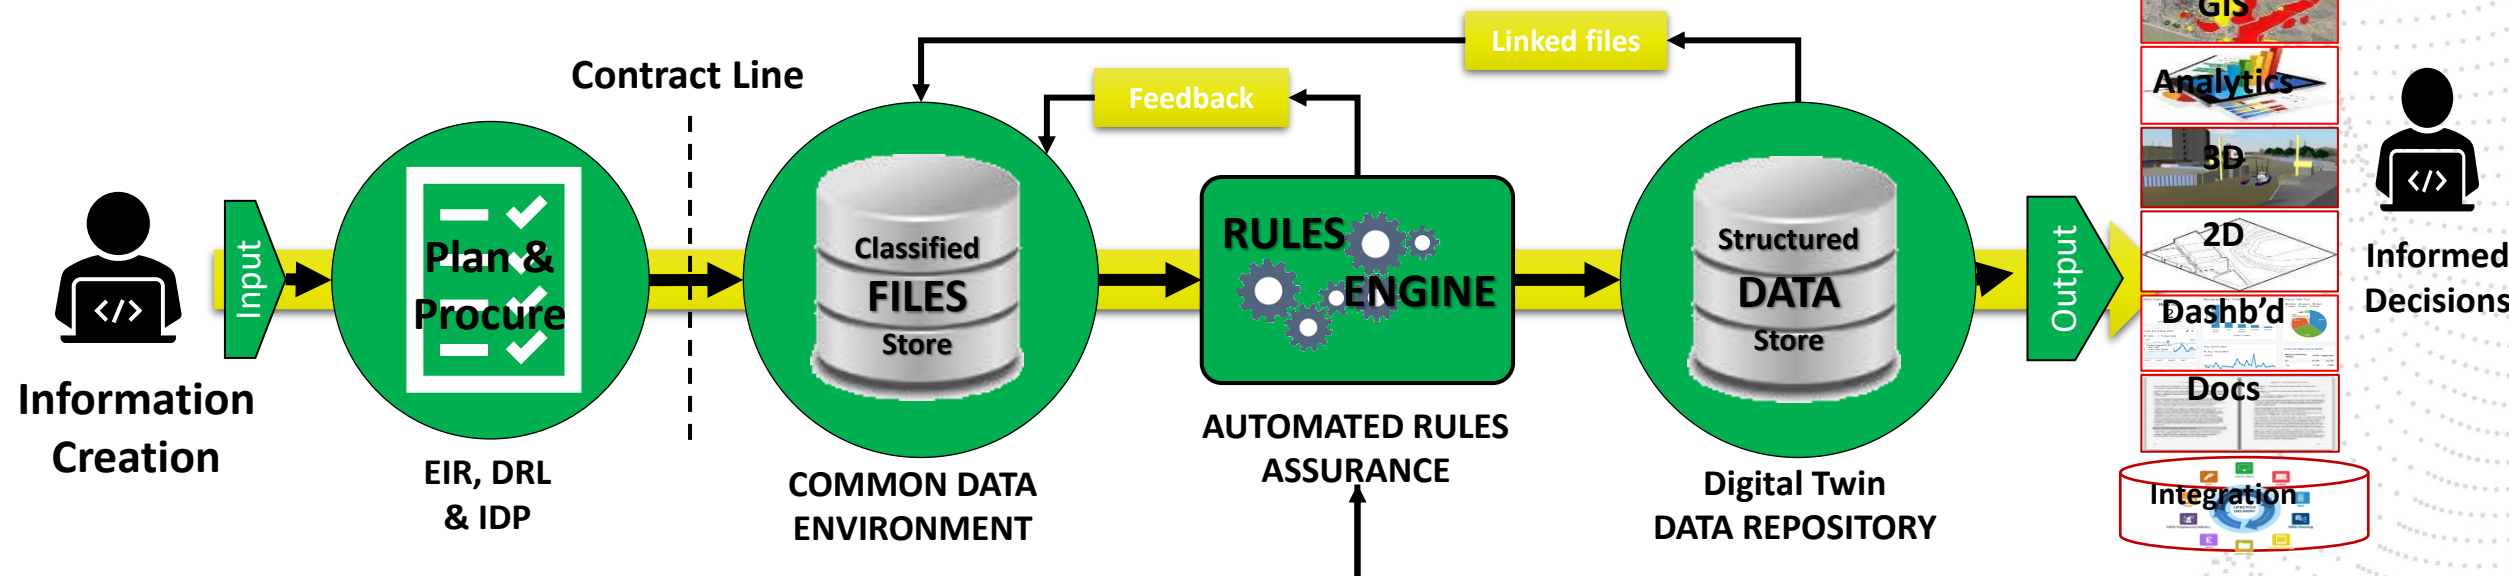 Linked files
Feedback
Contract Line
Input
Plan &
Procure
</>
Information
Creation
EIR, DRL
& IDP
Classified
FILES
Store
COMMON DATA
ENVIRONMENT
RULES
ENGINE
AUTOMATED RULES
ASSURANCE
Structured
DATA
Store
Digital Twin
DATA REPOSITORY
Output
GIS
Analytics
3D
2D
Dashb'd
Docs
Integration
</>
Informed
Decisions